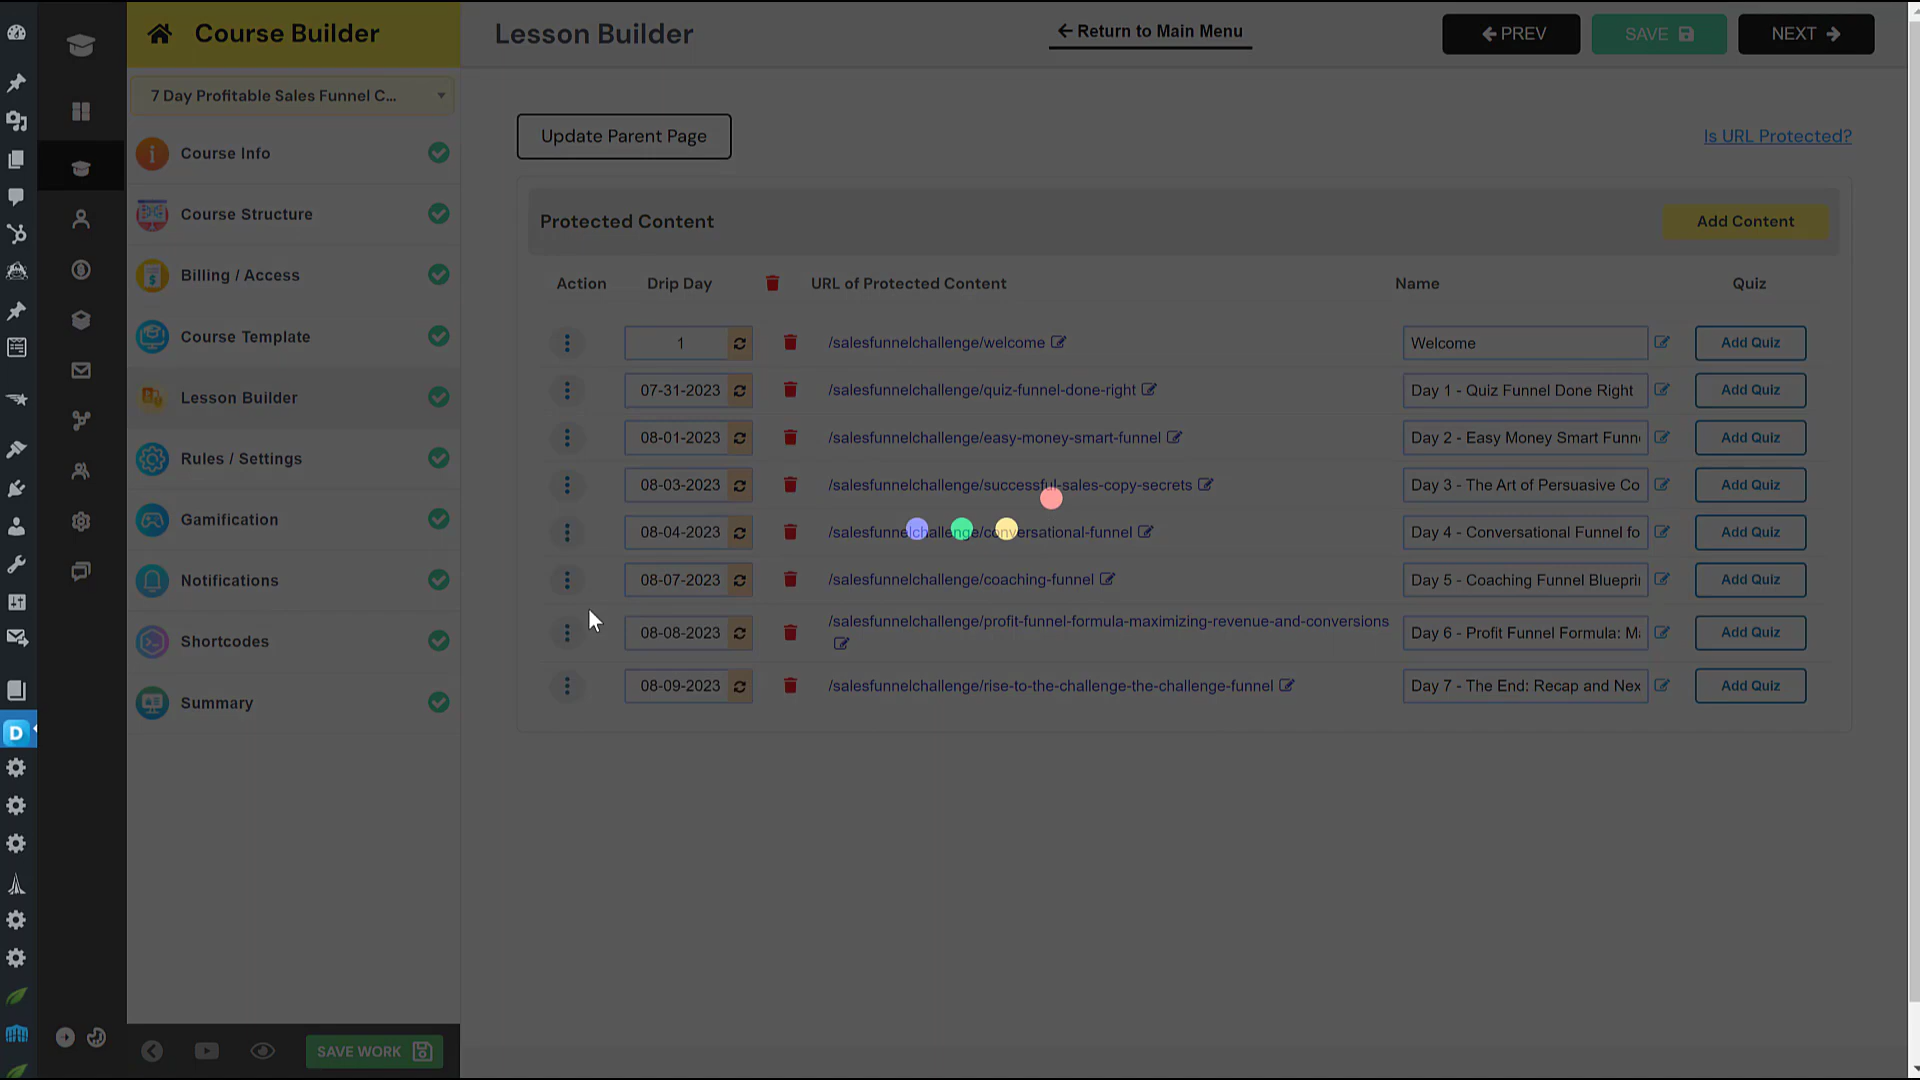 Course Builder
Lesson Builder
Return to Main Menu
PREV
SAVE
NEXT
7 Day Profitable Sales Funnel C...
Course Info
Course Structure
Billing / Access
Course Template
Lesson Builder
Rules / Settings
Gamification
Notifications
Shortcodes
Summary
SAVE WORK
Update Parent Page
Is URL Protected?
Protected Content
Add Content
Action Drip Day URL of Protected Content Name Quiz
1 /salesfunnelchallenge/welcome Welcome Add Quiz
07-31-2023 /salesfunnelchallenge/quiz-funnel-done-right Day 1 - Quiz Funnel Done Right Add Quiz
08-01-2023 /salesfunnelchallenge/easy-money-smart-funnel Day 2 - Easy Money Smart Funn Add Quiz
08-03-2023 /salesfunnelchallenge/successful-sales-copy-secrets Day 3 - The Art of Persuasive Co Add Quiz
08-04-2023 /salesfunnelchallenge/conversational-funnel Day 4 - Conversational Funnel fo Add Quiz
08-07-2023 /salesfunnelchallenge/coaching-funnel Day 5 - Coaching Funnel Blueprin Add Quiz
08-08-2023 /salesfunnelchallenge/profit-funnel-formula-maximizing-revenue-and-conversions Day 6 - Profit Funnel Formula: Ma Add Quiz
08-09-2023 /salesfunnelchallenge/rise-to-the-challenge-the-challenge-funnel Day 7 - The End: Recap and Nex Add Quiz
D